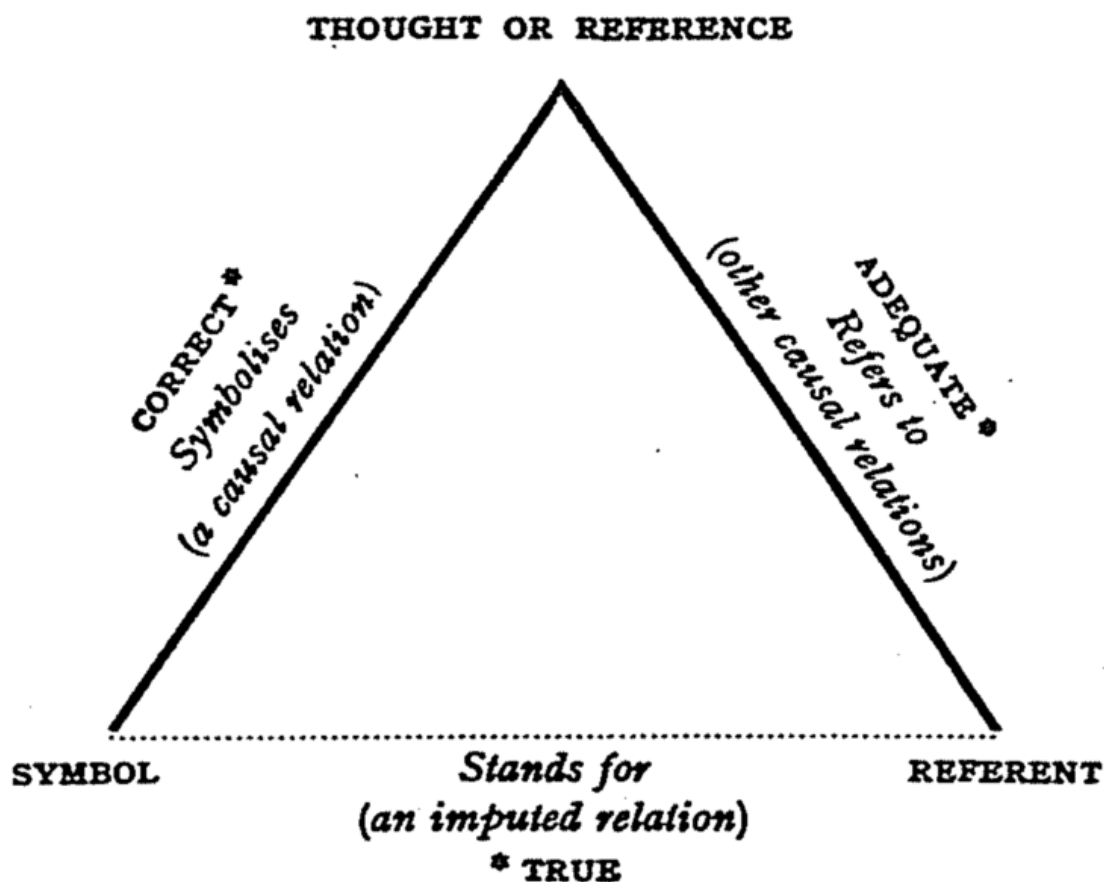 THOUGHT OR REFERENCE
CORRECT*
Symbolises
(a causal relation)
ADEQUATE*
Refers to
(other causal relations)
SYMBOL
Stands for
(an imputed relation)
* TRUE
REFERENT